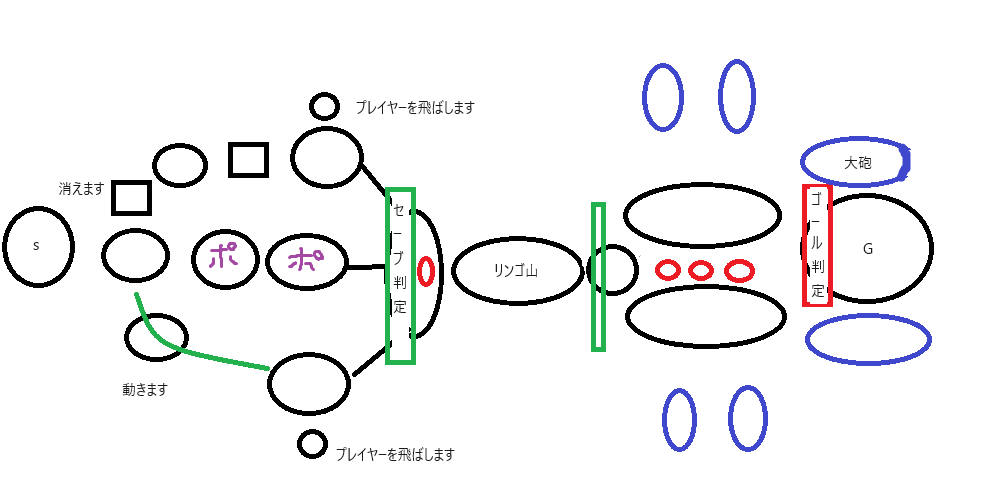 プレイヤーを飛ばします
消えます
S
ポ
ポ
セーブ判定
リンゴ山
動きます
プレイヤーを飛ばします
大砲
ゴール判定
G